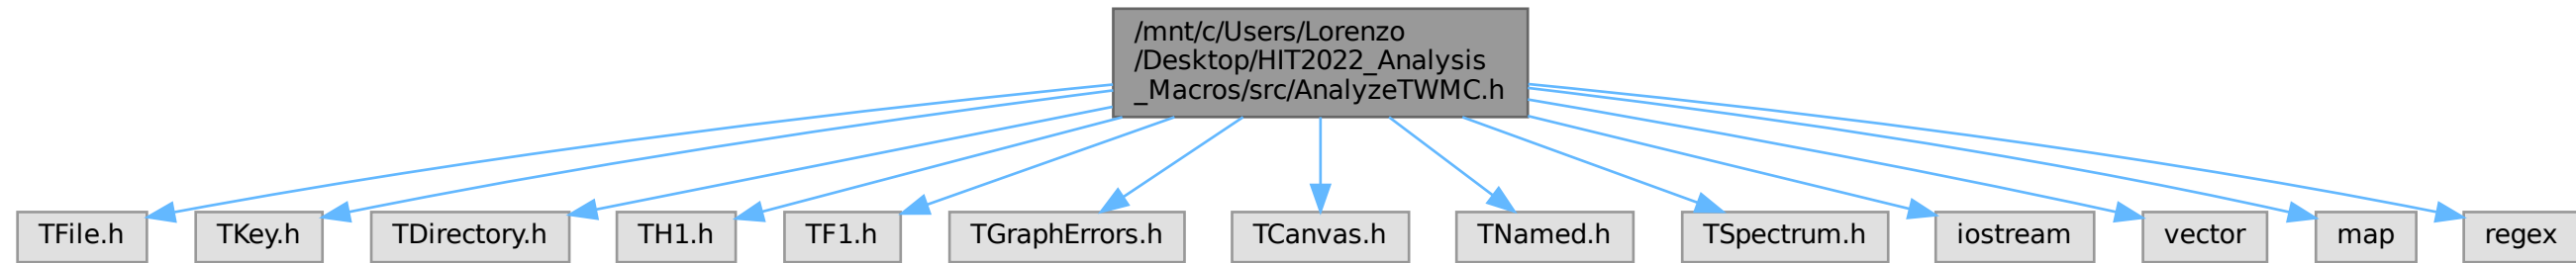 /mnt/c/Users/Lorenzo
/Desktop/HIT2022_Analysis
_Macros/src/AnalyzeTWMC.h
TFile.h
TKey.h
TDirectory.h
TH1.h
TF1.h
TGraphErrors.h
TCanvas.h
TNamed.h
TSpectrum.h
iostream
vector
map
regex